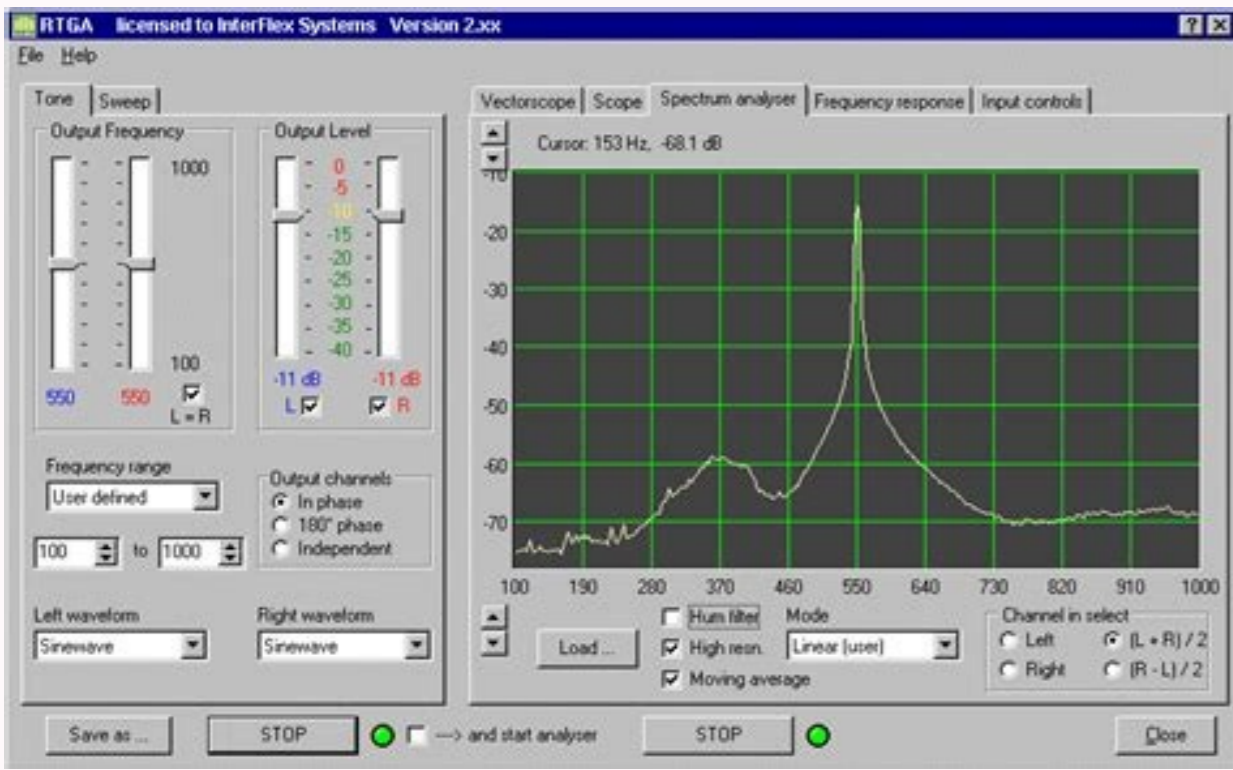 RTGA licensed to InterFlex Systems Version 2.xx
File Help
Tone Sweep
Output Frequency
1000
100
550 550
L = R
Output Level
0
-5
-10
-15
-20
-25
-30
-35
-40
-11 dB -11 dB
L R
Frequency range
User defined
100 to 1000
Output channels
In phase
180° phase
Independent
Left waveform
Sinewave
Right waveform
Sinewave
Vectorscope Scope Spectrum analyser Frequency response Input controls
Cursor: 153 Hz, -68.1 dB
-10
-20
-30
-40
-50
-60
-70
100 190 280 370 460 550 640 730 820 910 1000
Load ...
Hum filter
High resn.
Moving average
Mode
Linear (user)
Channel in select
Left (L + R) / 2
Right (R - L) / 2
Save as ... STOP ---> and start analyser STOP Close